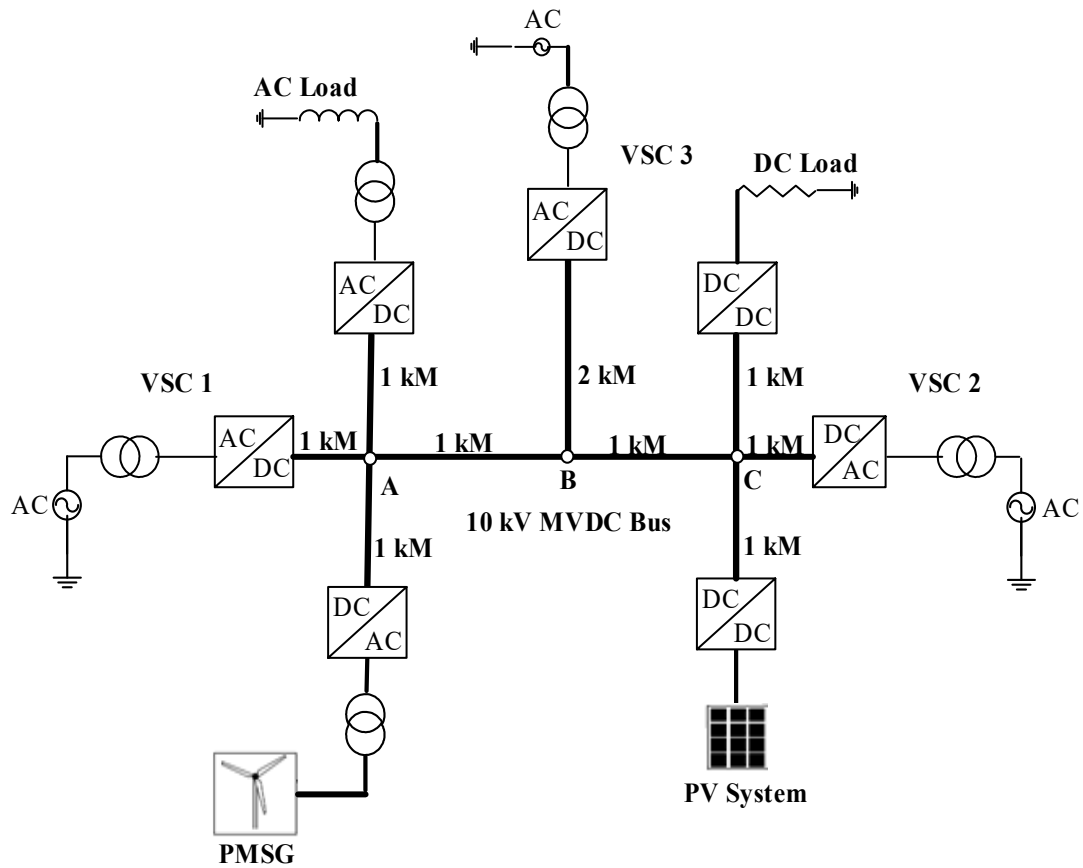 AC
AC Load
VSC 3
DC Load
AC
DC
AC
DC
DC
DC
1 kM
2 kM
1 kM
VSC 1
VSC 2
AC
DC
1 kM
1 kM
1 kM
1 kM
DC
AC
AC
A
B
C
AC
10 kV MVDC Bus
1 kM
1 kM
DC
AC
DC
DC
PV System
PMSG